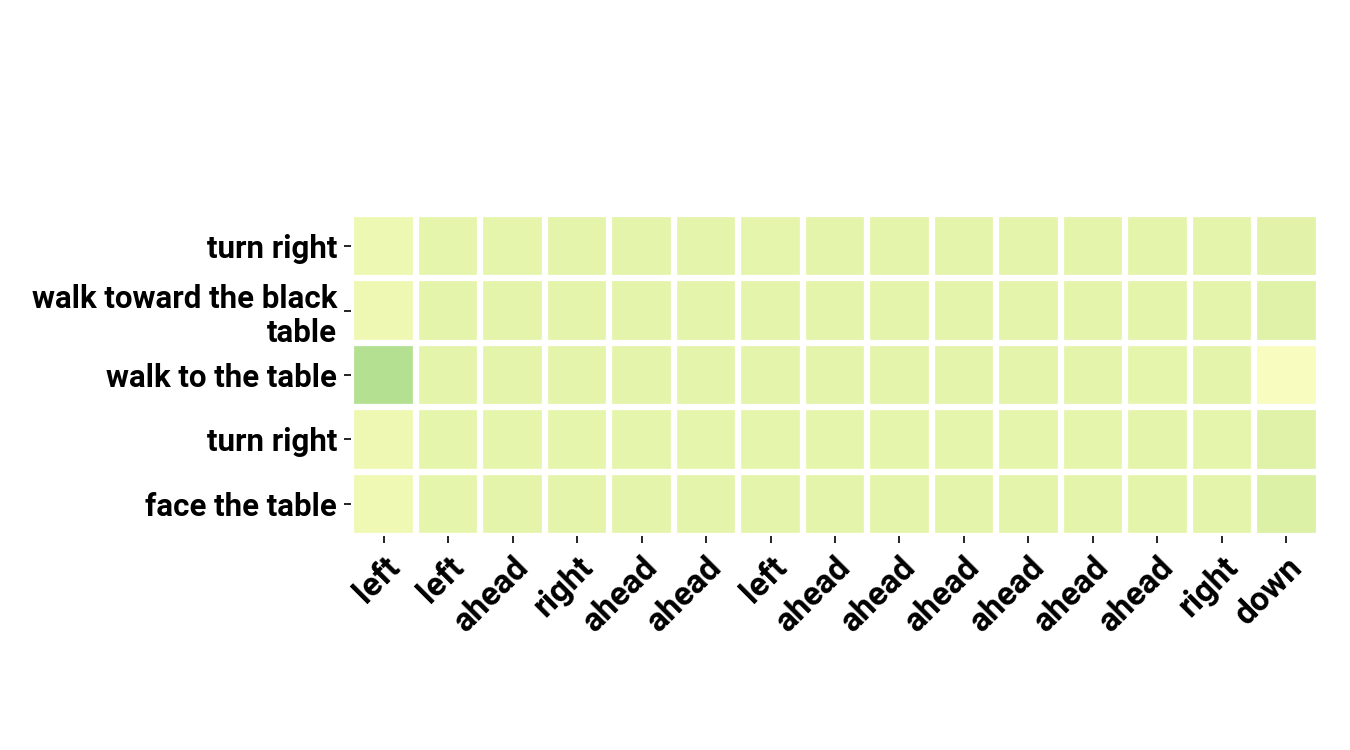 turn right
walk toward the black
table
walk to the table
turn right
face the table
left
left
ahead
right
ahead
ahead
left
ahead
ahead
ahead
ahead
ahead
ahead
right
down